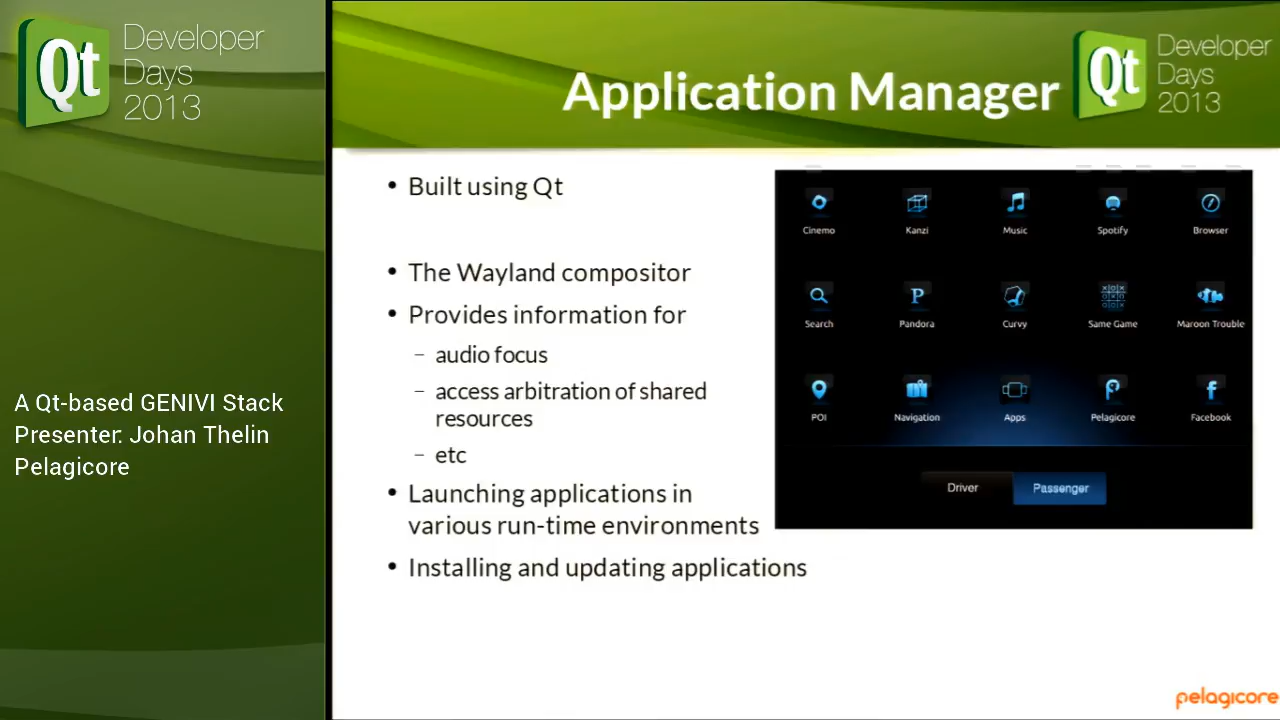 Qt Developer
Days
2013
A Qt-based GENIVI Stack
Presenter: Johan Thelin
Pelagicore
Application Manager
Qt Developer
Days
2013
• Built using Qt
• The Wayland compositor
• Provides information for
– audio focus
– access arbitration of shared
resources
– etc
• Launching applications in
various run-time environments
• Installing and updating applications
Cinemo Kanzi Music Spotify Browser
Search Pandora Curvy Same Game Maroon Trouble
POI Navigation Apps Pelagicore Facebook
Driver Passenger
pelagicore